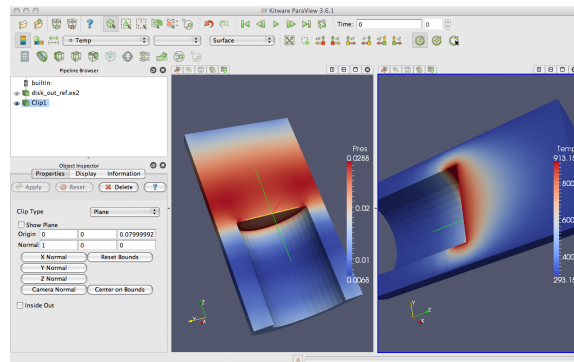 Kitware ParaView 3.6.1
Time: 0
0
Temp
Surface
Pipeline Browser
builtin:
disk_out_ref.ex2
Clip1
Object Inspector
Properties
Display
Information
Apply
Reset
Delete
?
Clip Type
Plane
Show Plane
Origin 0 0 0.07999992
Normal 1 0 0
X Normal
Reset Bounds
Y Normal
Z Normal
Camera Normal
Center on Bounds
Inside Out
Pres
0.0288
0.02
0.01
0.0068
Z
Y
X
Temp
913.15
800
600
400
293.15
Y
Z
X